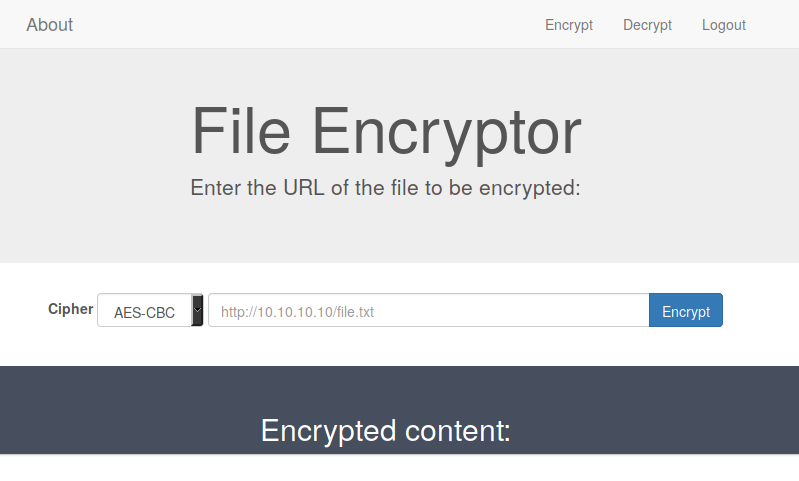 About Encrypt Decrypt Logout
File Encryptor
Enter the URL of the file to be encrypted:
Cipher AES-CBC http://10.10.10.10/file.txt Encrypt
Encrypted content: